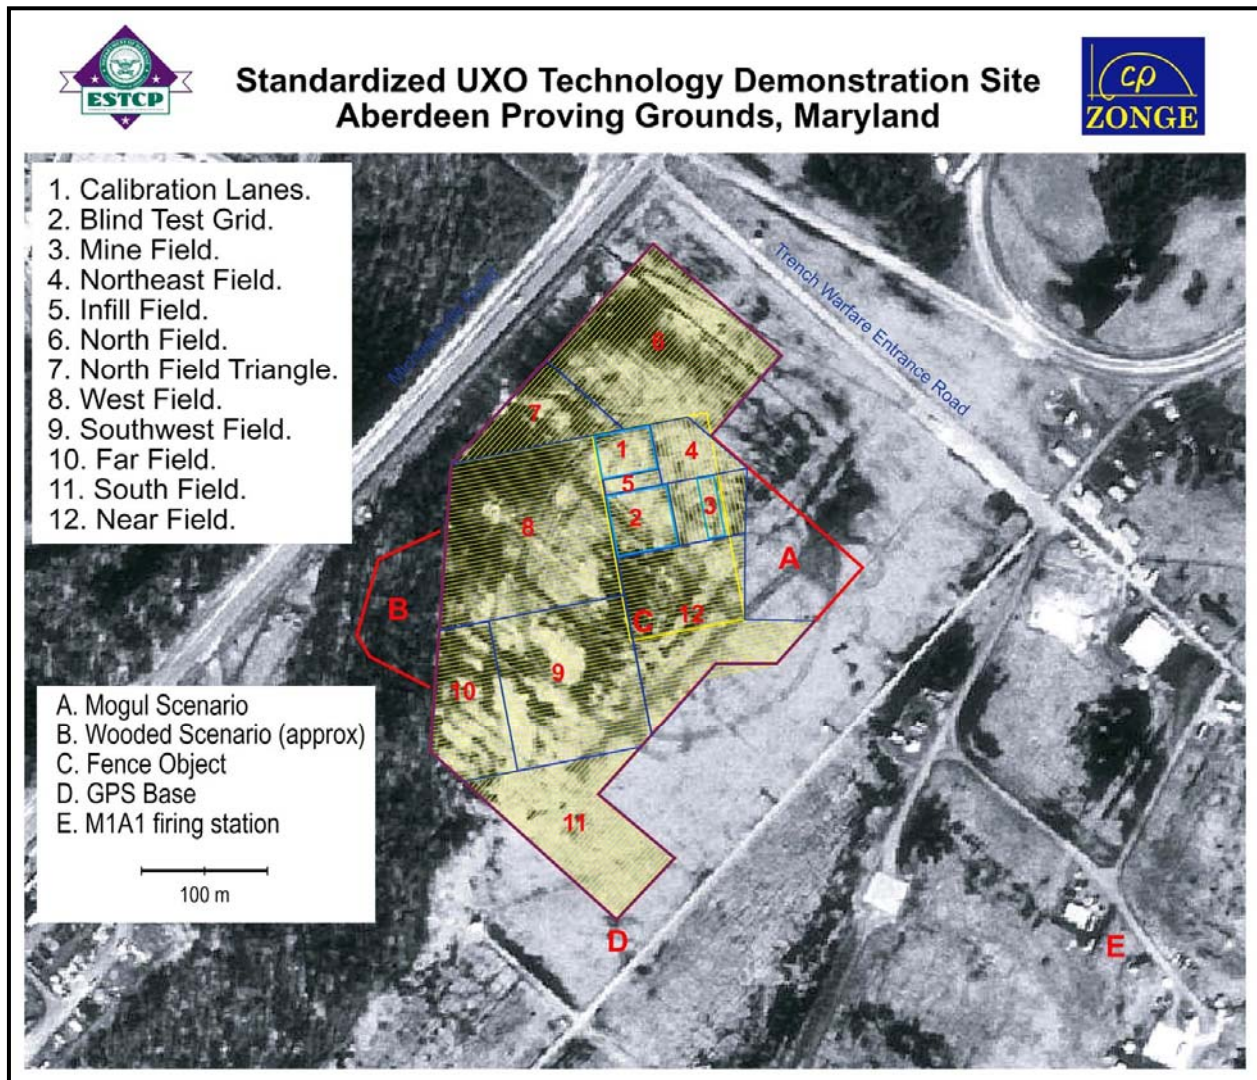 ESTCP
Standardized UXO Technology Demonstration Site
Aberdeen Proving Grounds, Maryland
cp
ZONGE
1. Calibration Lanes.
2. Blind Test Grid.
3. Mine Field.
4. Northeast Field.
5. Infill Field.
6. North Field.
7. North Field Triangle.
8. West Field.
9. Southwest Field.
10. Far Field.
11. South Field.
12. Near Field.
Trench Warfare Entrance Road
6
7
1
4
5
3
2
8
A
B
C
12
9
10
11
D
E
A. Mogul Scenario
B. Wooded Scenario (approx)
C. Fence Object
D. GPS Base
E. M1A1 firing station
100 m